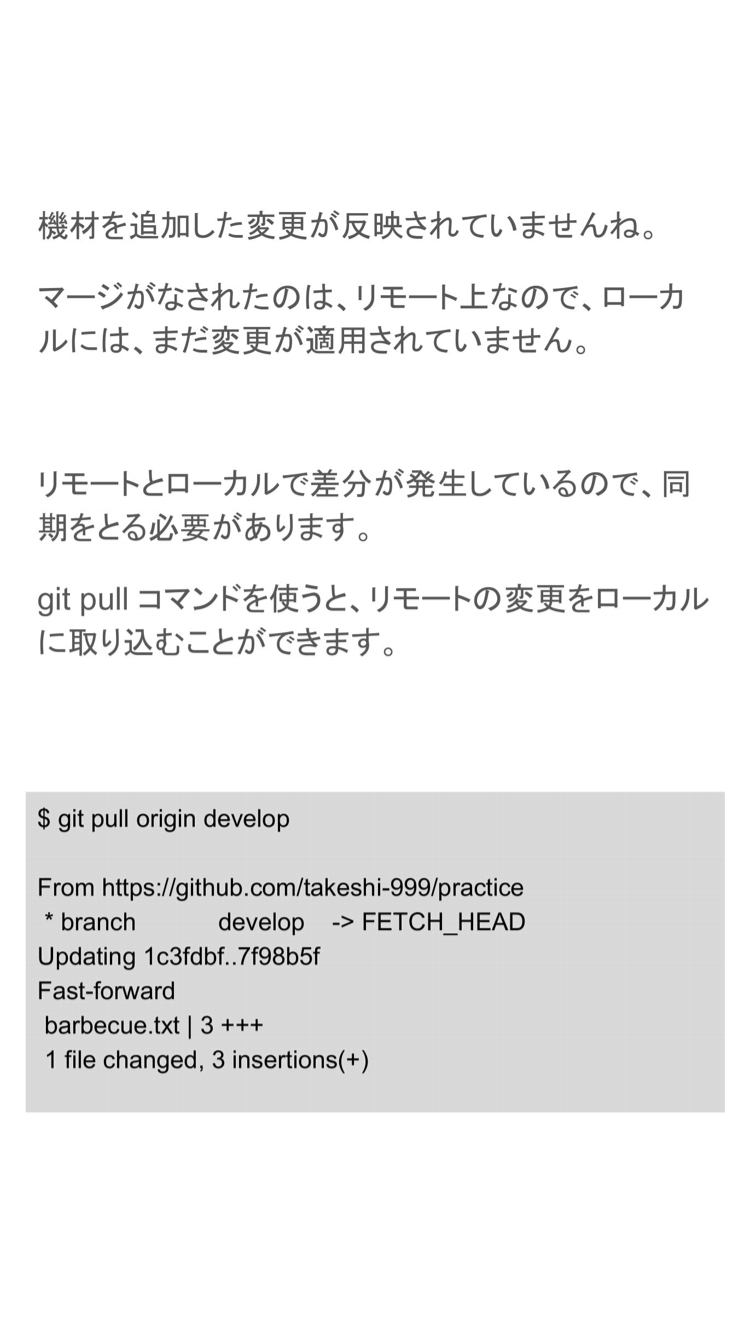 機材を追加した変更が反映されていませんね。
マージがなされたのは、リモート上なので、ローカ
ルには、まだ変更が適用されていません。
リモートとローカルで差分が発生しているので、同
期をとる必要があります。
git pull コマンドを使うと、リモートの変更をローカル
に取り込むことができます。
$ git pull origin develop
From https://github.com/takeshi-999/practice
* branch develop -> FETCH_HEAD
Updating 1c3fdbf..7f98b5f
Fast-forward
barbecue.txt | 3 +++
1 file changed, 3 insertions(+)